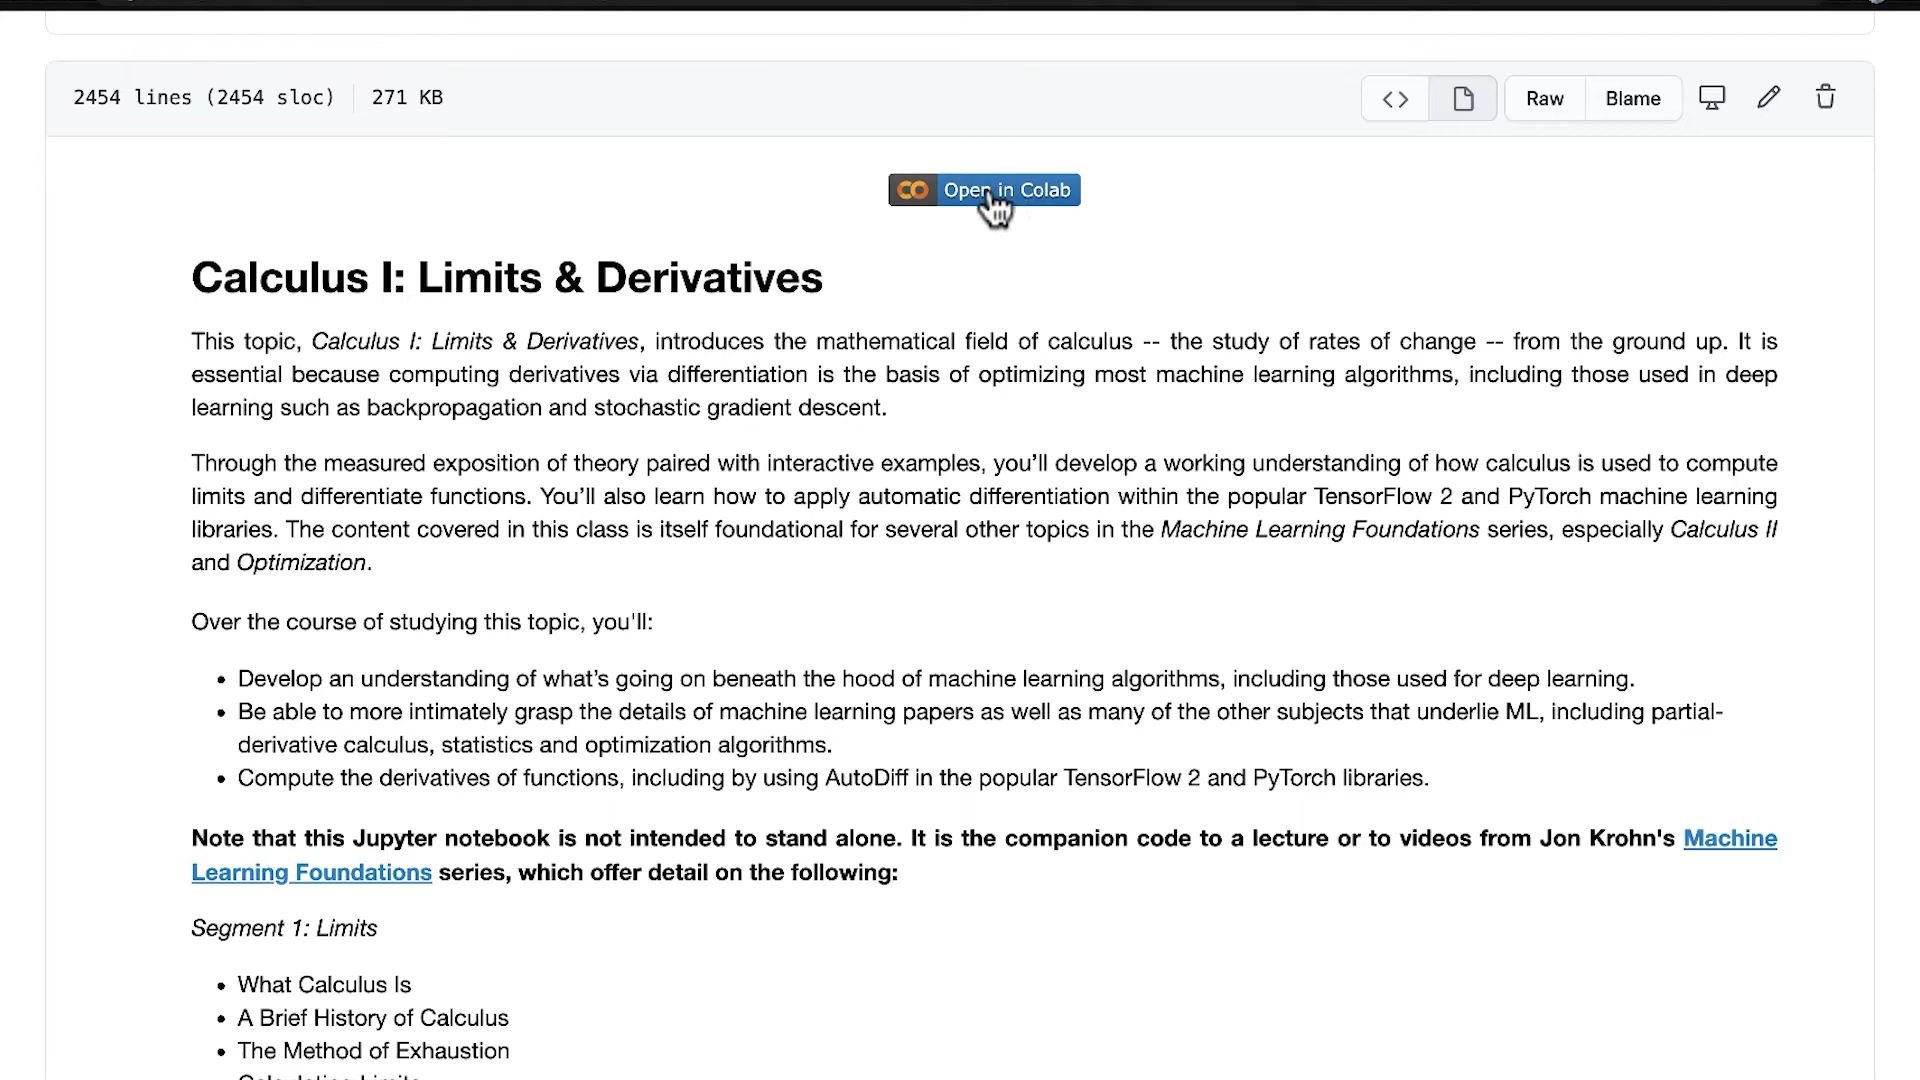 2454 lines (2454 sloc) 271 KB
Raw Blame
Open in Colab
Calculus I: Limits & Derivatives
This topic, Calculus I: Limits & Derivatives, introduces the mathematical field of calculus -- the study of rates of change -- from the ground up. It is
essential because computing derivatives via differentiation is the basis of optimizing most machine learning algorithms, including those used in deep
learning such as backpropagation and stochastic gradient descent.
Through the measured exposition of theory paired with interactive examples, you’ll develop a working understanding of how calculus is used to compute
limits and differentiate functions. You’ll also learn how to apply automatic differentiation within the popular TensorFlow 2 and PyTorch machine learning
libraries. The content covered in this class is itself foundational for several other topics in the Machine Learning Foundations series, especially Calculus II
and Optimization.
Over the course of studying this topic, you'll:
• Develop an understanding of what’s going on beneath the hood of machine learning algorithms, including those used for deep learning.
• Be able to more intimately grasp the details of machine learning papers as well as many of the other subjects that underlie ML, including partial-
derivative calculus, statistics and optimization algorithms.
• Compute the derivatives of functions, including by using AutoDiff in the popular TensorFlow 2 and PyTorch libraries.
Note that this Jupyter notebook is not intended to stand alone. It is the companion code to a lecture or to videos from Jon Krohn's Machine
Learning Foundations series, which offer detail on the following:
Segment 1: Limits
• What Calculus Is
• A Brief History of Calculus
• The Method of Exhaustion